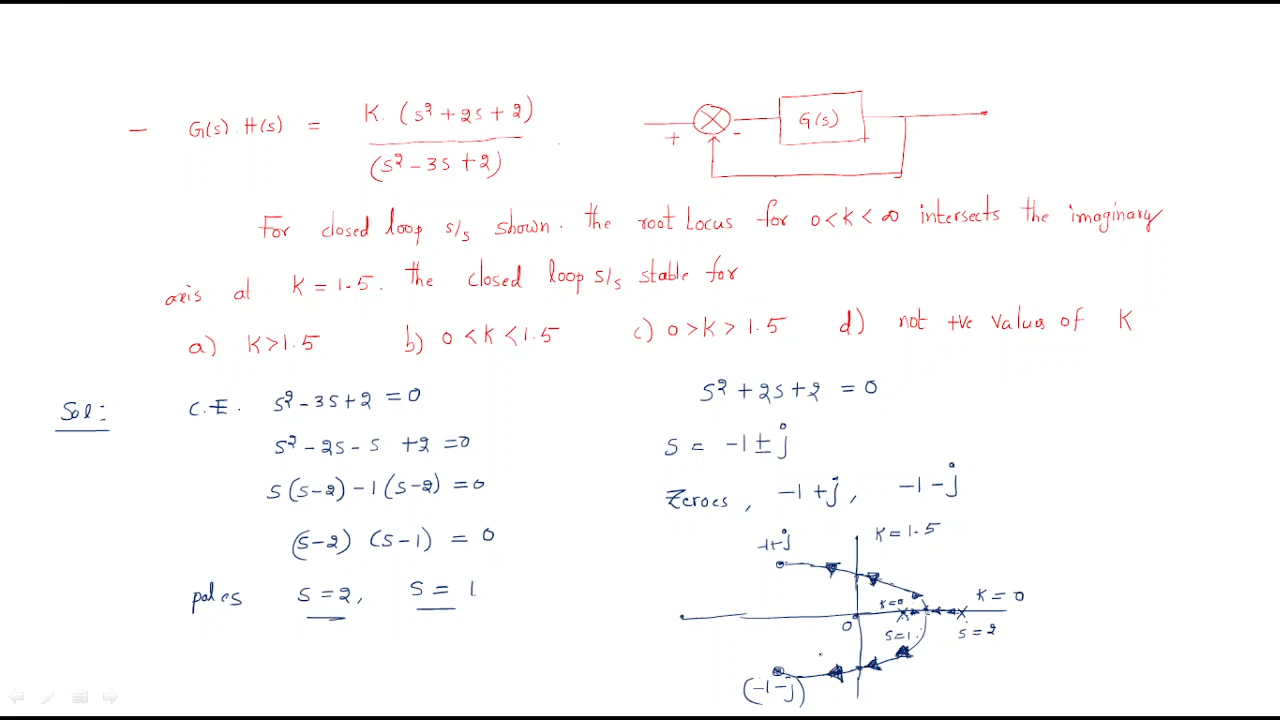 - G(s). H(s) = K. (s² + 2s + 2)
(s² - 3s + 2)
G(s)
+ -
+
For closed loop s/s shown. the root Locus for 0<K<∞ intersects the imaginary
axis at K = 1.5. the closed loop s/s stable for
a) K>1.5 b) 0 <K <1.5 c) 0 >K > 1.5 d) not +ve values of K
Sol: C.E. s² - 3s + 2 = 0
s² - 2s - s + 2 = 0
s(s-2) - 1(s-2) = 0
(s-2) (s-1) = 0
poles s = 2, s = 1
s² + 2s + 2 = 0
s = -1 ± j
Zeroes, -1 + j, -1 - j
K = 1.5
-1+j
K = 0
K=0
0
s=1.
s = 2
(-1-j)